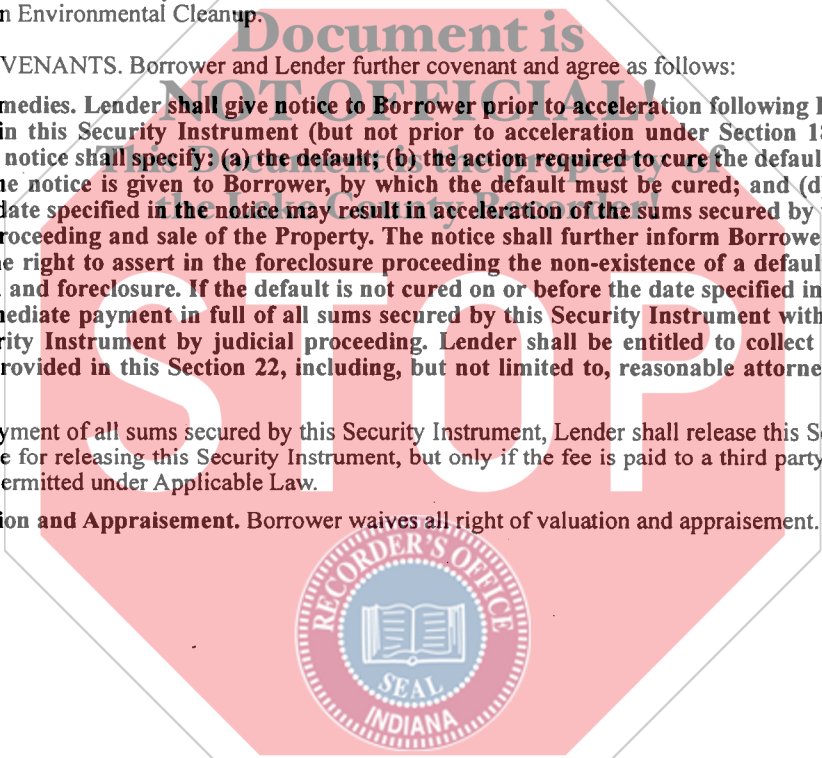 n Environmental Cleanup.
Document is
VENANTS. Borrower and Lender further covenant and agree as follows:
NOT OFFICIAL!
medies. Lender shall give notice to Borrower prior to acceleration following
in this Security Instrument (but not prior to acceleration under Section 18
notice shall specify: (a) the default; (b) the action required to cure the defaul
This Document is the property of
e notice is given to Borrower, by which the default must be cured; and (d)
the Lake County Recorder!
date specified in the notice may result in acceleration of the sums secured by
roceeding and sale of the Property. The notice shall further inform Borrowe
e right to assert in the foreclosure proceeding the non-existence of a defaul
and foreclosure. If the default is not cured on or before the date specified in
mediate payment in full of all sums secured by this Security Instrument with
rity Instrument by judicial proceeding. Lender shall be entitled to collect
rovided in this Section 22, including, but not limited to, reasonable attorne
STOP
yment of all sums secured by this Security Instrument, Lender shall release this S
e for releasing this Security Instrument, but only if the fee is paid to a third party
ermitted under Applicable Law.
ion and Appraisement. Borrower waives all right of valuation and appraisement.
RECORDER'S OFFICE
SEAL
INDIANA